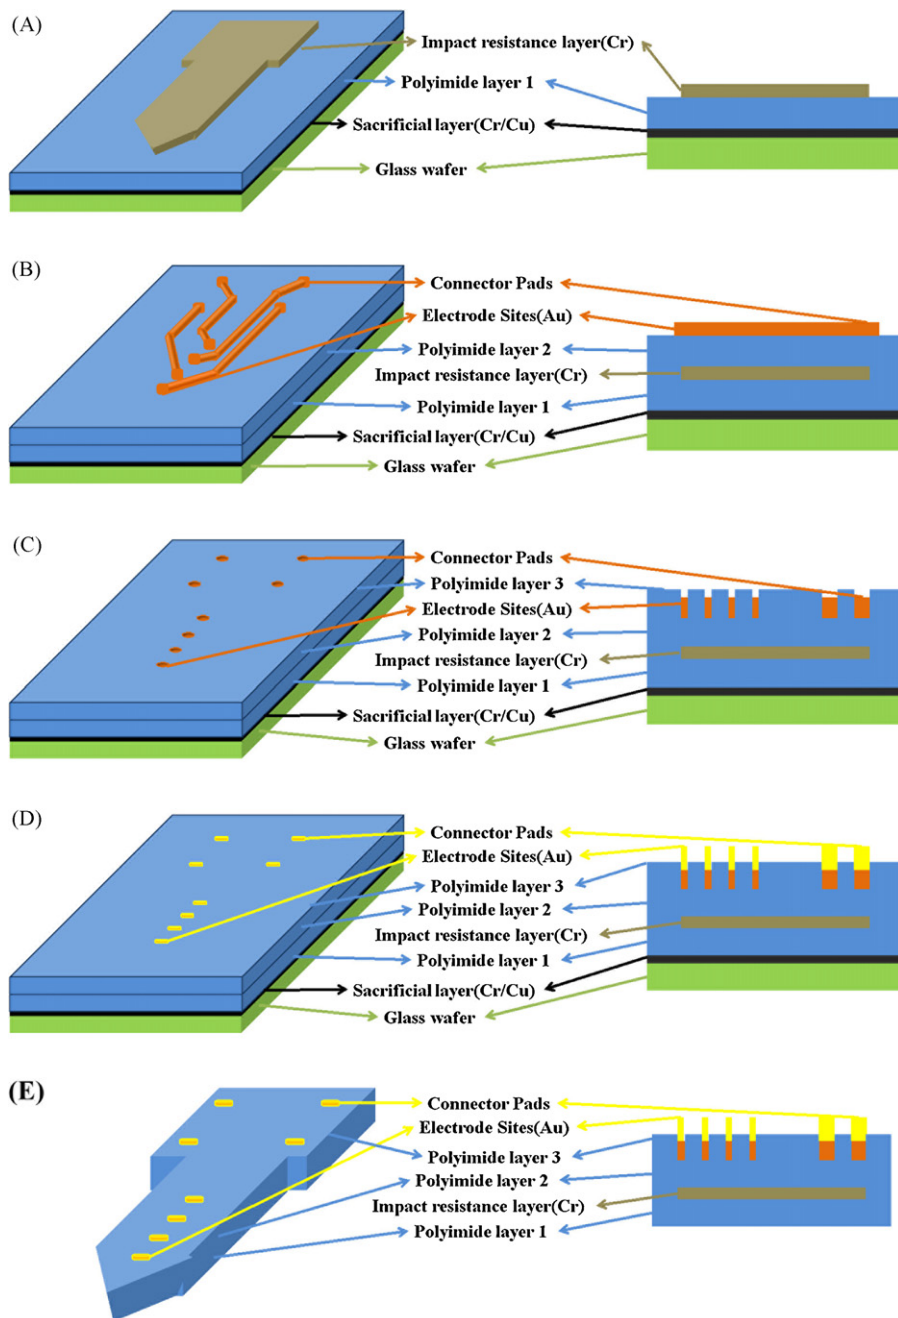 (A)
Impact resistance layer(Cr)
Polyimide layer 1
Sacrificial layer(Cr/Cu)
Glass wafer
(B)
Connector Pads
Electrode Sites(Au)
Polyimide layer 2
Impact resistance layer(Cr)
Polyimide layer 1
Sacrificial layer(Cr/Cu)
Glass wafer
(C)
Connector Pads
Polyimide layer 3
Electrode Sites(Au)
Polyimide layer 2
Impact resistance layer(Cr)
Polyimide layer 1
Sacrificial layer(Cr/Cu)
Glass wafer
(D)
Connector Pads
Electrode Sites(Au)
Polyimide layer 3
Polyimide layer 2
Impact resistance layer(Cr)
Polyimide layer 1
Sacrificial layer(Cr/Cu)
Glass wafer
(E)
Connector Pads
Electrode Sites(Au)
Polyimide layer 3
Polyimide layer 2
Impact resistance layer(Cr)
Polyimide layer 1